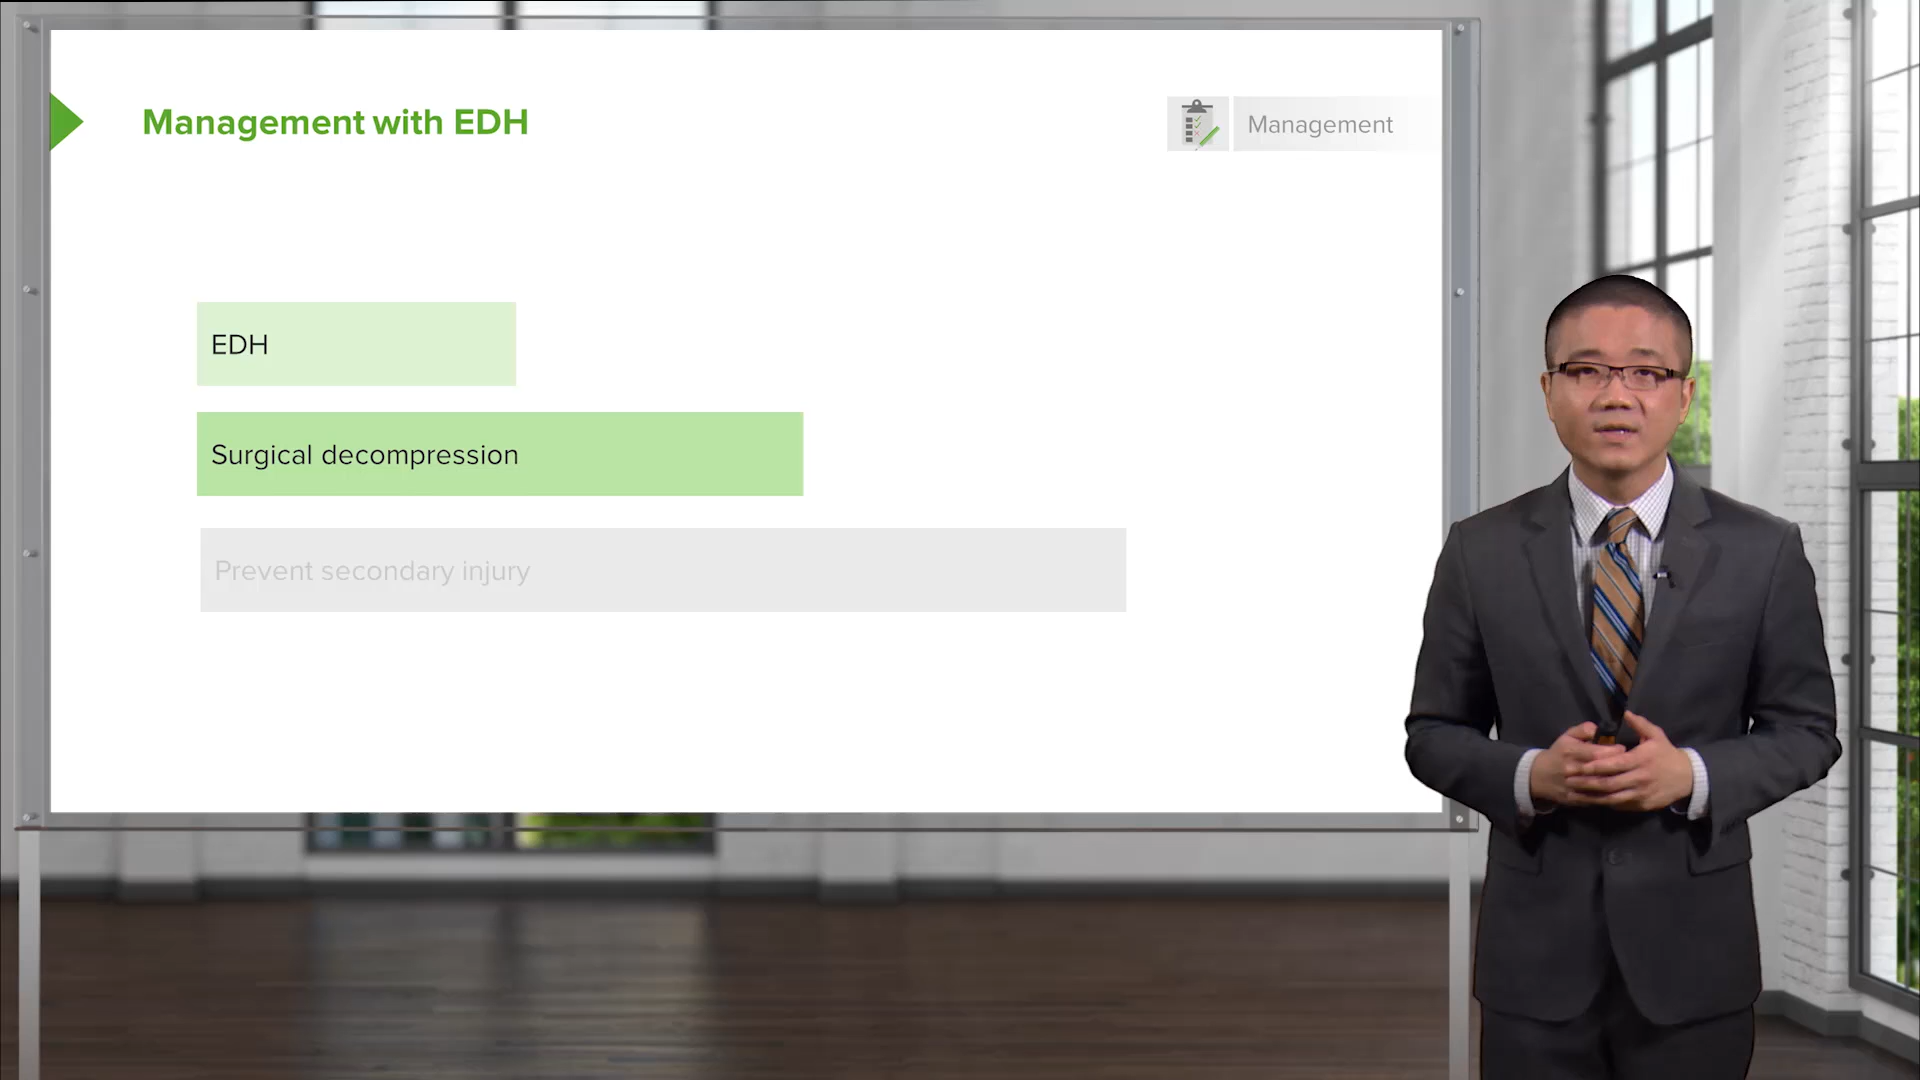 Management with EDH
Management
EDH
Surgical decompression
Prevent secondary injury